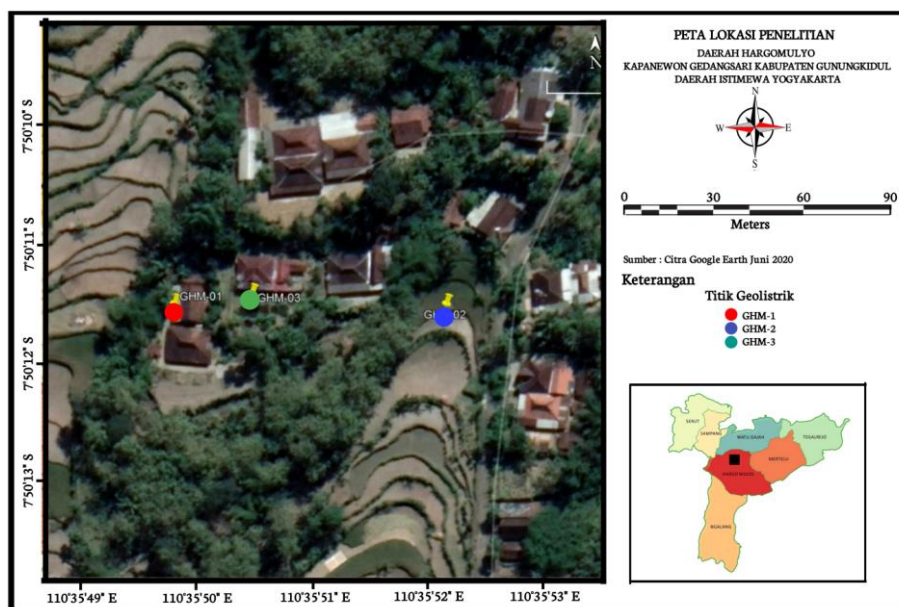 PETA LOKASI PENELITIAN
DAERAH HARGOMULYO
KAPANEWON GEDANGSARI KABUPATEN GUNUNGKIDUL
DAERAH ISTIMEWA YOGYAKARTA
N
W E
S
0 30 60 90
Meters
Sumber : Citra Google Earth Juni 2020
Keterangan
Titik Geolistrik
GHM-1
GHM-2
GHM-3
N
7°50'10" S
7°50'11" S
7°50'12" S
7°50'13" S
GHM-01
GHM-03
02
110°35'49" E 110°35'50" E 110°35'51" E 110°35'52" E 110°35'53" E
SAMPANG
WATU GAJAH
TEGALREJO
MERTELU
NGALANG